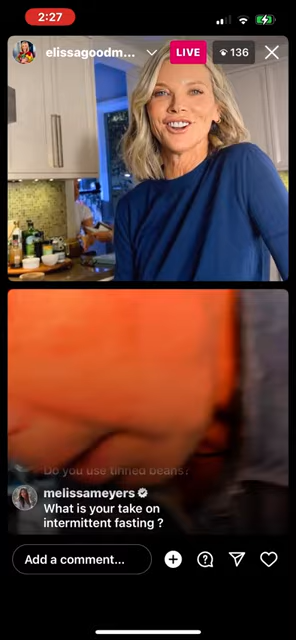 2:27
elissagoodm...
LIVE
136
Do you use tinned beans?
melissameyers
What is your take on
intermittent fasting ?
Add a comment...